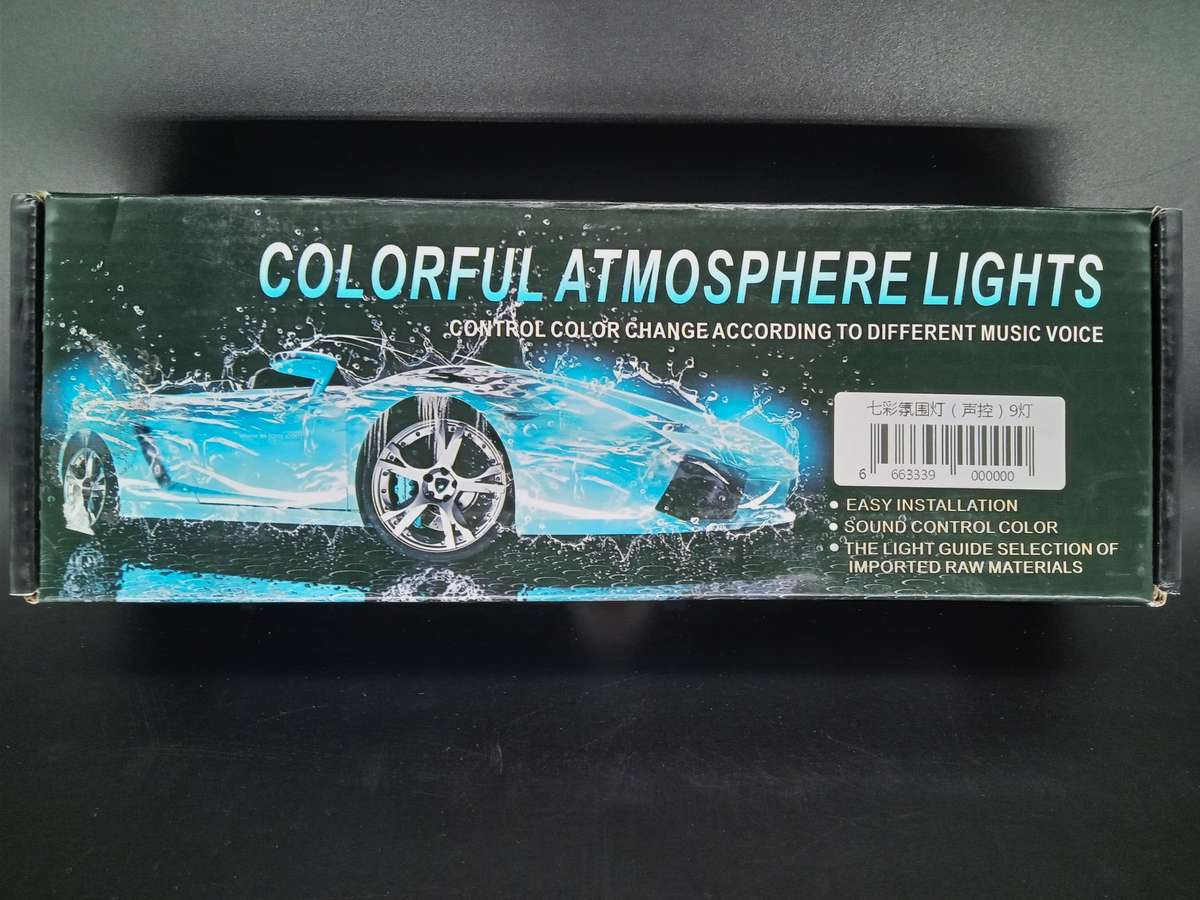 COLORFUL ATMOSPHERE LIGHTS
CONTROL COLOR CHANGE ACCORDING TO DIFFERENT MUSIC VOICE
七彩氛围灯（声控）9灯
6 663339 000000
• EASY INSTALLATION
• SOUND CONTROL COLOR
• THE LIGHT GUIDE SELECTION OF
IMPORTED RAW MATERIALS